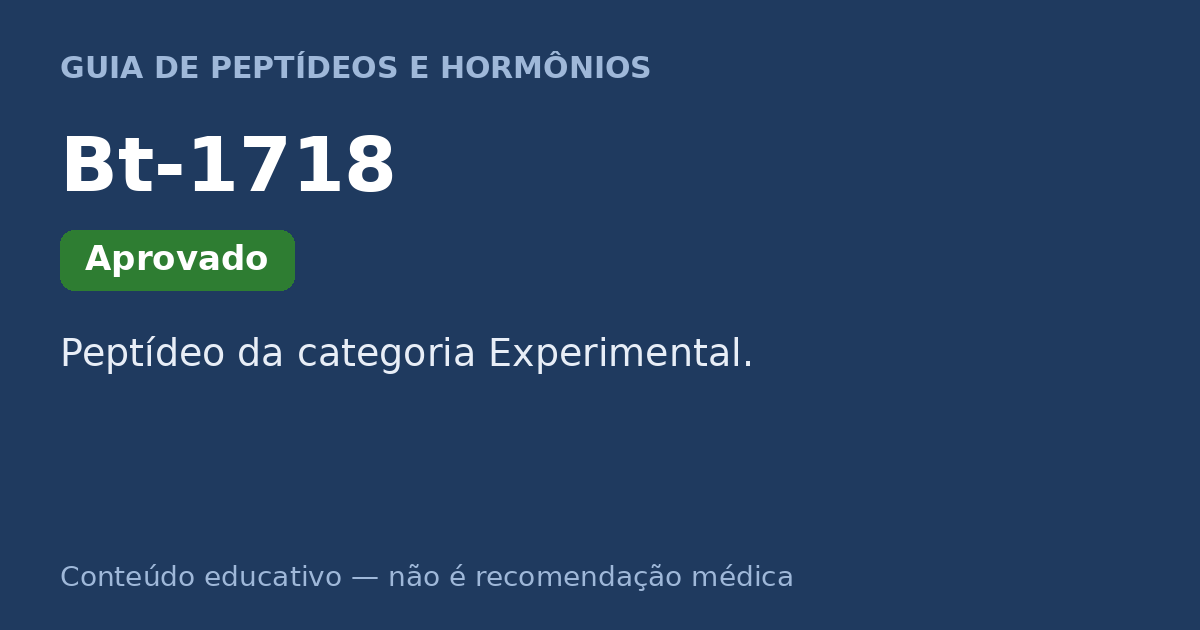 GUIA DE PEPTÍDEOS E HORMÔNIOS
Bt-1718
Aprovado
Peptídeo da categoria Experimental.
Conteúdo educativo — não é recomendação médica